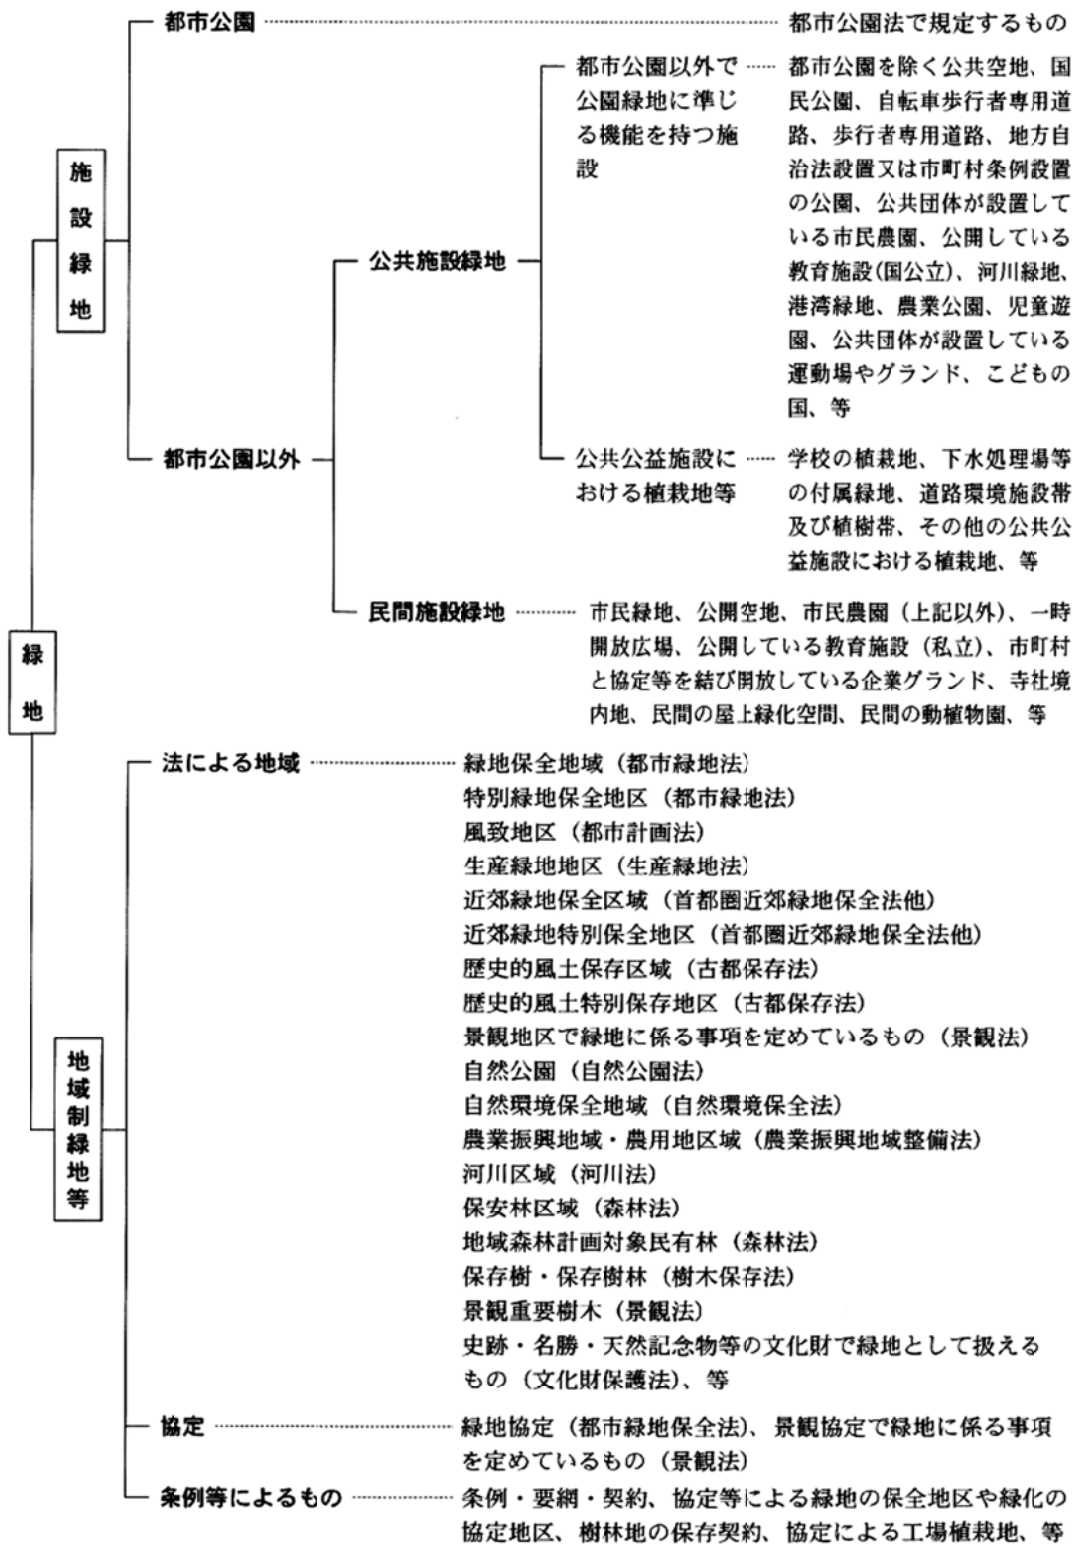 緑地
施設緑地
都市公園
都市公園法で規定するもの
都市公園以外
公共施設緑地
都市公園以外で
公園緑地に準じ
る機能を持つ施
設
都市公園を除く公共空地、国
民公園、自転車歩行者専用道
路、歩行者専用道路、地方自
治法設置又は市町村条例設置
の公園、公共団体が設置して
いる市民農園、公開している
教育施設(国公立)、河川緑地、
港湾緑地、農業公園、児童遊
園、公共団体が設置している
運動場やグランド、こどもの
国、等
公共公益施設に
おける植栽地等
学校の植栽地、下水処理場等
の付属緑地、道路環境施設帯
及び植樹帯、その他の公共公
益施設における植栽地、等
民間施設緑地
市民緑地、公開空地、市民農園（上記以外）、一時
開放広場、公開している教育施設（私立）、市町村
と協定等を結び開放している企業グランド、寺社境
内地、民間の屋上緑化空間、民間の動植物園、等
地域制緑地等
法による地域
緑地保全地域（都市緑地法）
特別緑地保全地区（都市緑地法）
風致地区（都市計画法）
生産緑地地区（生産緑地法）
近郊緑地保全区域（首都圏近郊緑地保全法他）
近郊緑地特別保全地区（首都圏近郊緑地保全法他）
歴史的風土保存区域（古都保存法）
歴史的風土特別保存地区（古都保存法）
景観地区で緑地に係る事項を定めているもの（景観法）
自然公園（自然公園法）
自然環境保全地域（自然環境保全法）
農業振興地域・農用地区域（農業振興地域整備法）
河川区域（河川法）
保安林区域（森林法）
地域森林計画対象民有林（森林法）
保存樹・保存樹林（樹木保存法）
景観重要樹木（景観法）
史跡・名勝・天然記念物等の文化財で緑地として扱える
もの（文化財保護法）、等
協定
緑地協定（都市緑地保全法）、景観協定で緑地に係る事項
を定めているもの（景観法）
条例等によるもの
条例・要綱・契約、協定等による緑地の保全地区や緑化の
協定地区、樹林地の保存契約、協定による工場植栽地、等